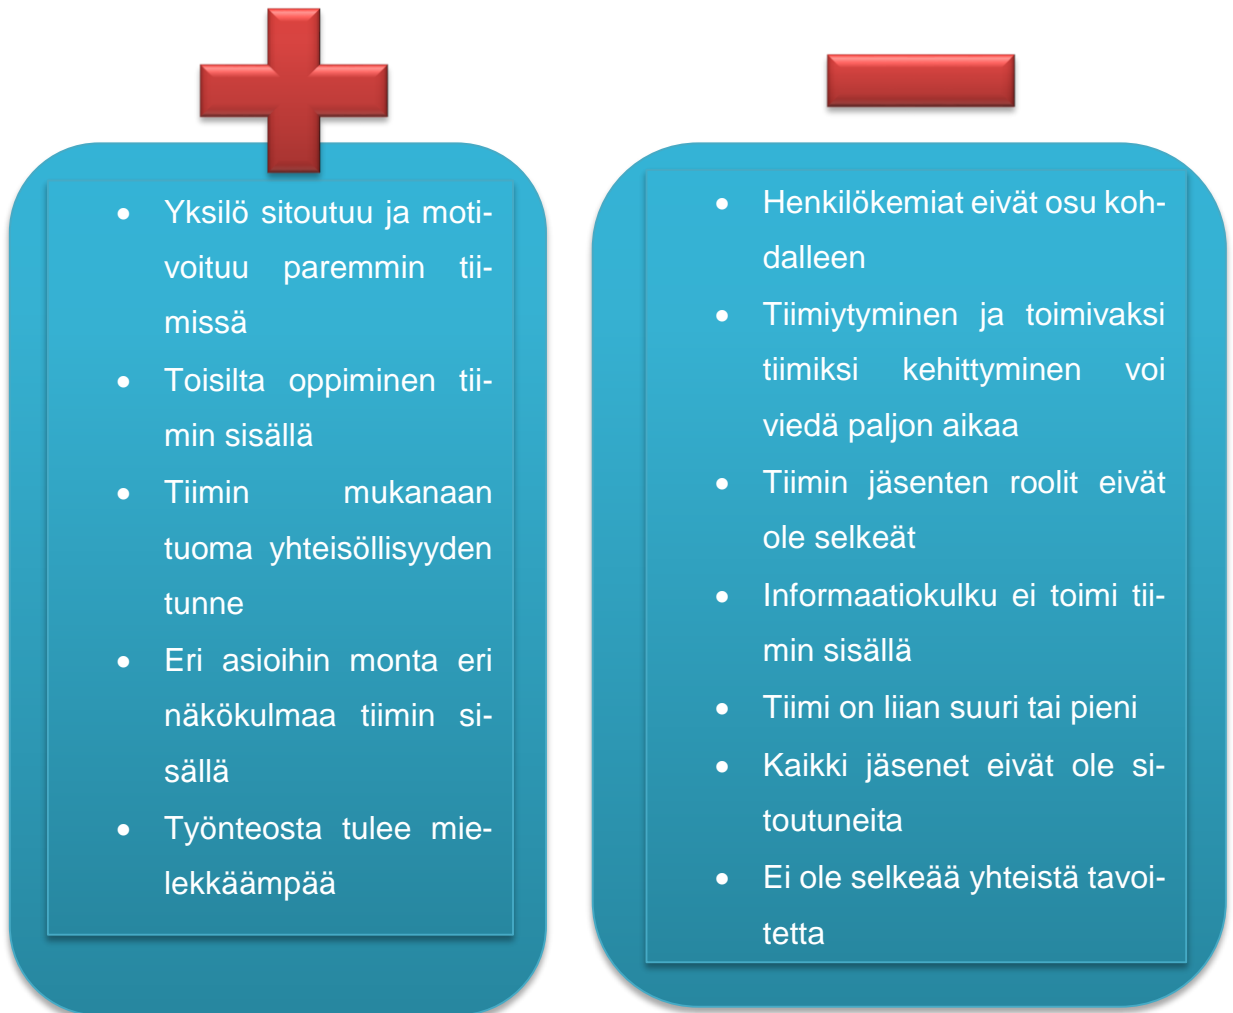 • Yksilö sitoutuu ja moti-
voituu paremmin tii-
missä
• Toisilta oppiminen tii-
min sisällä
• Tiimin mukanaan
tuoma yhteisöllisyyden
tunne
• Eri asioihin monta eri
näkökulmaa tiimin si-
sällä
• Työnteosta tulee mie-
lekkäämpää
• Henkilökemiat eivät osu koh-
dalleen
• Tiimiytyminen ja toimivaksi
tiimiksi kehittyminen voi
viedä paljon aikaa
• Tiimin jäsenten roolit eivät
ole selkeät
• Informaatiokulku ei toimi tii-
min sisällä
• Tiimi on liian suuri tai pieni
• Kaikki jäsenet eivät ole si-
toutuneita
• Ei ole selkeää yhteistä tavoi-
tetta